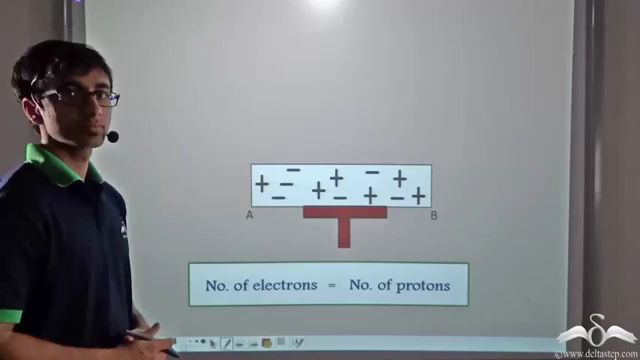 + − − − + + − − + + − +
A B
No. of electrons = No. of protons
©www.deltastep.com